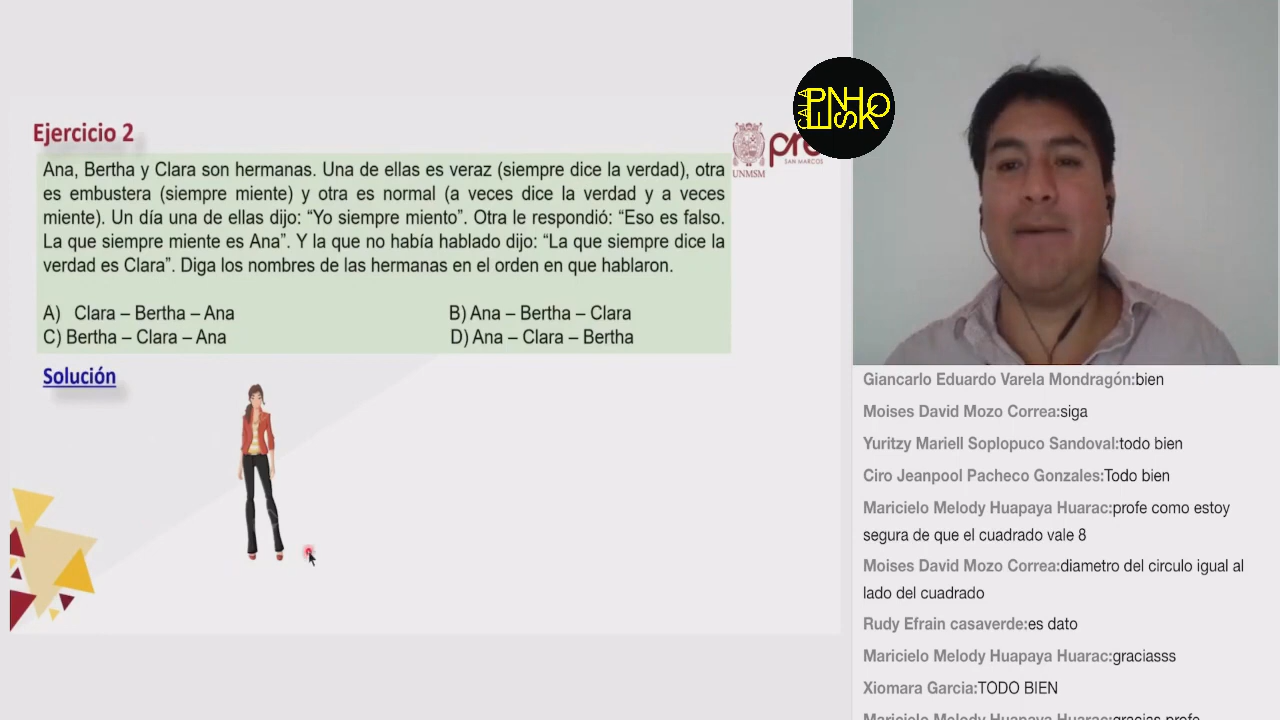 Ejercicio 2
Ana, Bertha y Clara son hermanas. Una de ellas es veraz (siempre dice la verdad), otra
es embustera (siempre miente) y otra es normal (a veces dice la verdad y a veces
miente). Un día una de ellas dijo: “Yo siempre miento”. Otra le respondió: “Eso es falso.
La que siempre miente es Ana”. Y la que no había hablado dijo: “La que siempre dice la
verdad es Clara”. Diga los nombres de las hermanas en el orden en que hablaron.
A) Clara – Bertha – Ana
B) Ana – Bertha – Clara
C) Bertha – Clara – Ana
D) Ana – Clara – Bertha
Solución
UNMSM
SAN MARCOS
Giancarlo Eduardo Varela Mondragón:bien
Moises David Mozo Correa:siga
Yuritzy Mariell Soplopuco Sandoval:todo bien
Ciro Jeanpool Pacheco Gonzales:Todo bien
Maricielo Melody Huapaya Huarac:profe como estoy
segura de que el cuadrado vale 8
Moises David Mozo Correa:diametro del circulo igual al
lado del cuadrado
Rudy Efrain casaverde:es dato
Maricielo Melody Huapaya Huarac:graciasss
Xiomara Garcia:TODO BIEN
Maricielo Melody Huapaya Huarac:gracias profe